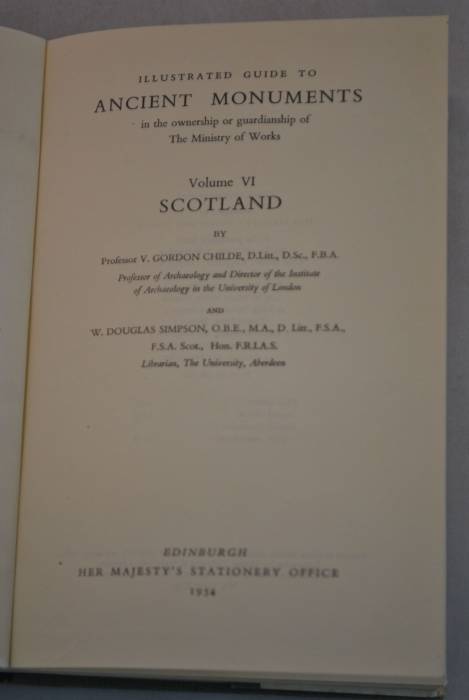 ILLUSTRATED GUIDE TO
ANCIENT MONUMENTS
in the ownership or guardianship of
The Ministry of Works
Volume VI
SCOTLAND
BY
Professor V. GORDON CHILDE, D.Litt., D.Sc., F.B.A.
Professor of Archaeology and Director of the Institute
of Archaeology in the University of London
AND
W. DOUGLAS SIMPSON, O.B.E., M.A., D. Litt., F.S.A.,
F.S.A. Scot., Hon. F.R.I.A.S.
Librarian, The University, Aberdeen
EDINBURGH
HER MAJESTY'S STATIONERY OFFICE
1954